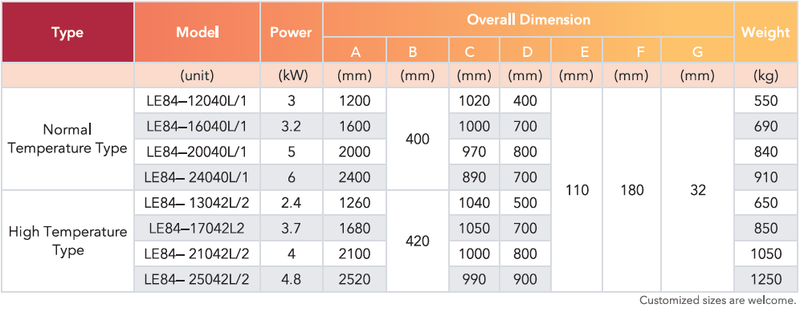 Type Model Power Overall Dimension Weight
A B C D E F G
(unit) (kW) (mm) (mm) (mm) (mm) (mm) (mm) (mm) (kg)
Normal Temperature Type LE84—12040L/1 3 1200 400 1020 400 110 180 32 550
LE84—16040L/1 3.2 1600 1000 700 690
LE84—20040L/1 5 2000 970 800 840
LE84— 24040L/1 6 2400 890 700 910
High Temperature Type LE84— 13042L/2 2.4 1260 420 1040 500 650
LE84—17042L2 3.7 1680 1050 700 850
LE84— 21042L/2 4 2100 1000 800 1050
LE84— 25042L/2 4.8 2520 990 900 1250
Customized sizes are welcome.